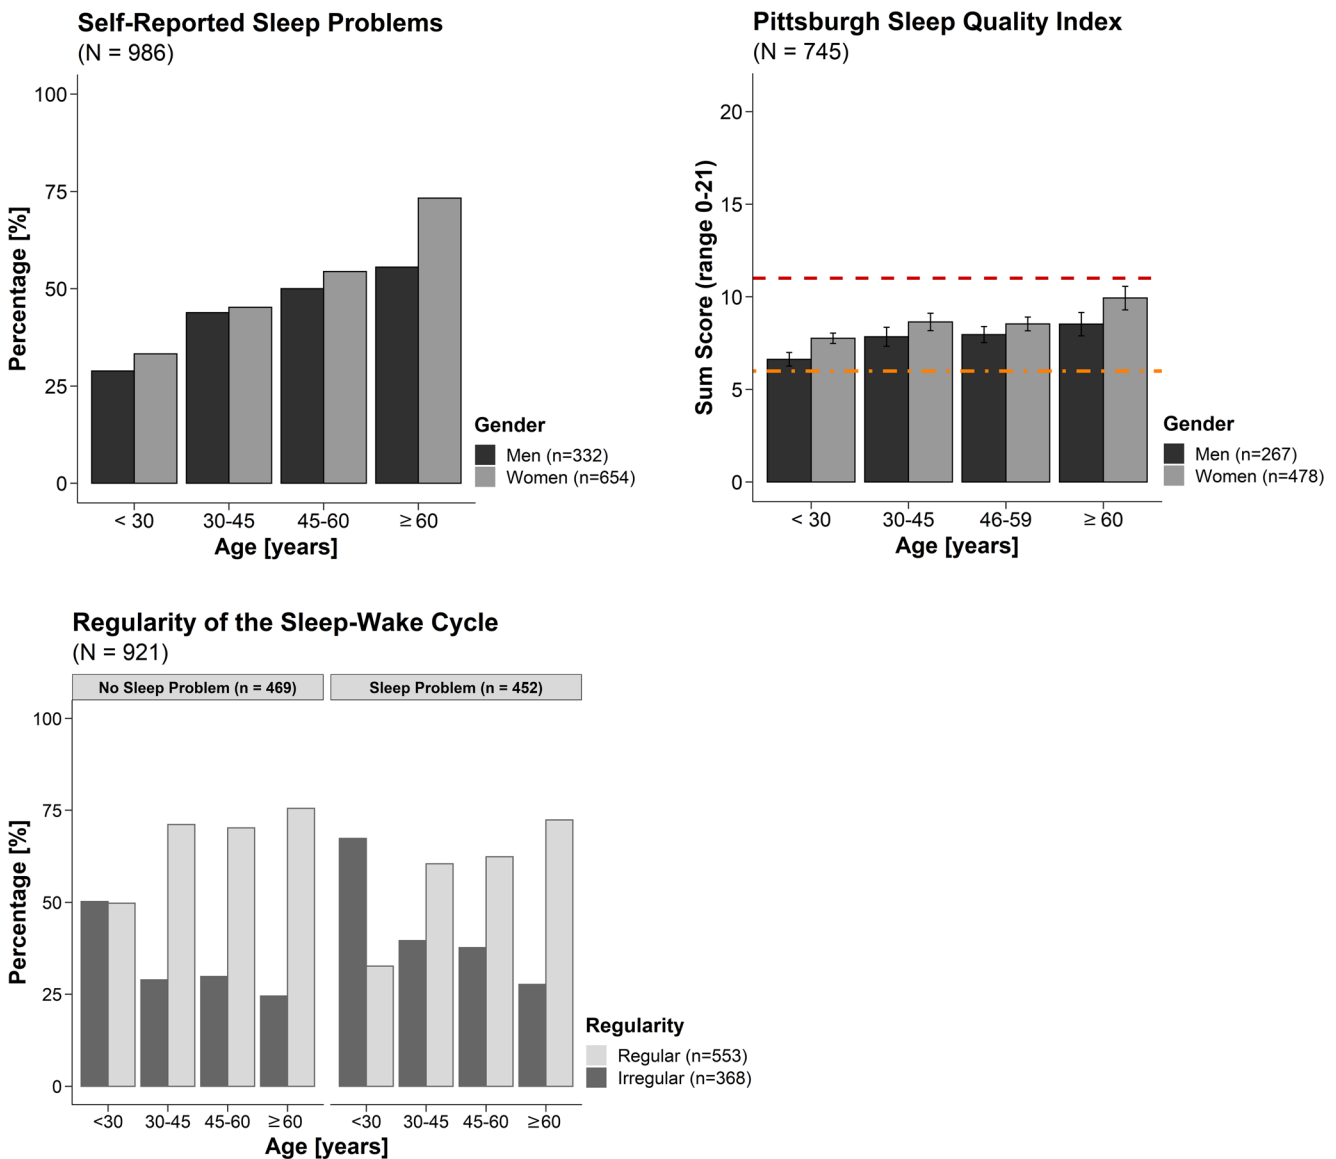 Self-Reported Sleep Problems
(N = 986)
Percentage [%]
100
75
50
25
0
< 30
30-45
45-60
≥ 60
Age [years]
Gender
Men (n=332)
Women (n=654)
Pittsburgh Sleep Quality Index
(N = 745)
Sum Score (range 0-21)
20
15
10
5
0
< 30
30-45
46-59
≥ 60
Age [years]
Gender
Men (n=267)
Women (n=478)
Regularity of the Sleep-Wake Cycle
(N = 921)
No Sleep Problem (n = 469)
Sleep Problem (n = 452)
Percentage [%]
100
75
50
25
0
<30
30-45
45-60
≥60
<30
30-45
45-60
≥60
Age [years]
Regularity
Regular (n=553)
Irregular (n=368)